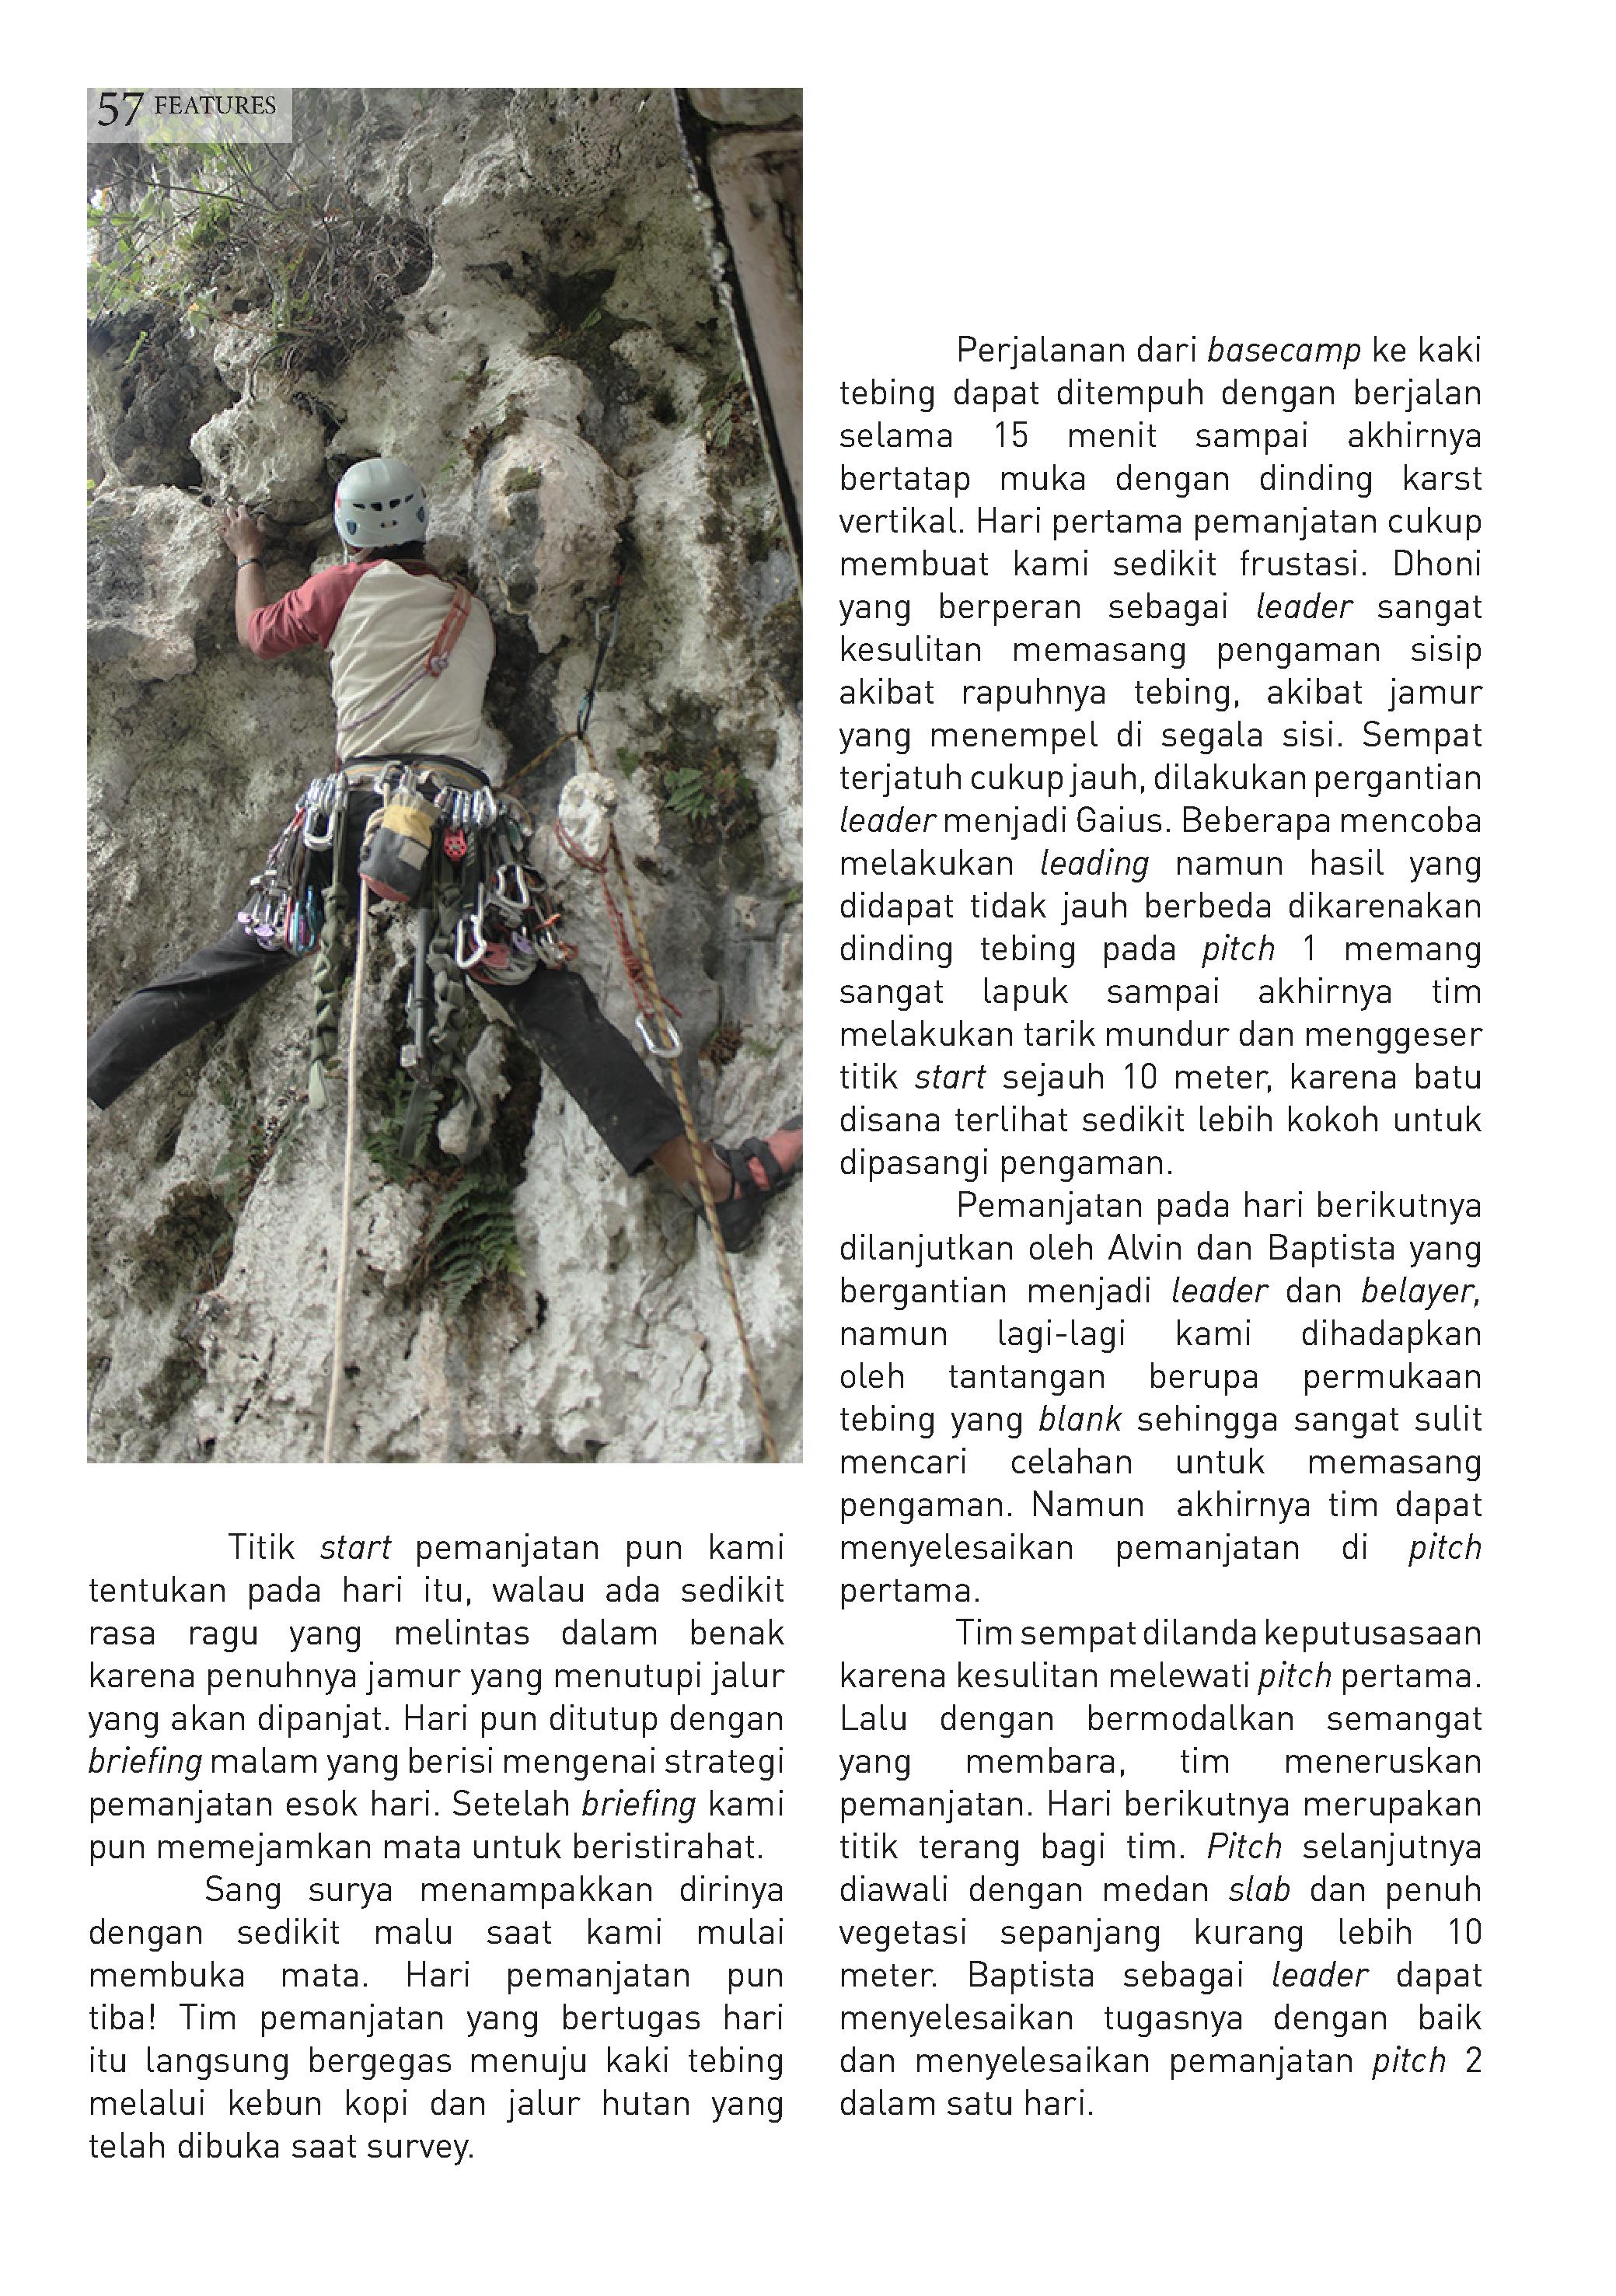 57 FEATURES
Titik start pemanjatan pun kami
tentukan pada hari itu, walau ada sedikit
rasa ragu yang melintas dalam benak
karena penuhnya jamur yang menutupi jalur
yang akan dipanjat. Hari pun ditutup dengan
briefing malam yang berisi mengenai strategi
pemanjatan esok hari. Setelah briefing kami
pun memejamkan mata untuk beristirahat.
Sang surya menampakkan dirinya
dengan sedikit malu saat kami mulai
membuka mata. Hari pemanjatan pun
tiba! Tim pemanjatan yang bertugas hari
itu langsung bergegas menuju kaki tebing
melalui kebun kopi dan jalur hutan yang
telah dibuka saat survey.
Perjalanan dari basecamp ke kaki
tebing dapat ditempuh dengan berjalan
selama 15 menit sampai akhirnya
bertatap muka dengan dinding karst
vertikal. Hari pertama pemanjatan cukup
membuat kami sedikit frustasi. Dhoni
yang berperan sebagai leader sangat
kesulitan memasang pengaman sisip
akibat rapuhnya tebing, akibat jamur
yang menempel di segala sisi. Sempat
terjatuh cukup jauh, dilakukan pergantian
leader menjadi Gaius. Beberapa mencoba
melakukan leading namun hasil yang
didapat tidak jauh berbeda dikarenakan
dinding tebing pada pitch 1 memang
sangat lapuk sampai akhirnya tim
melakukan tarik mundur dan menggeser
titik start sejauh 10 meter, karena batu
disana terlihat sedikit lebih kokoh untuk
dipasangi pengaman.
Pemanjatan pada hari berikutnya
dilanjutkan oleh Alvin dan Baptista yang
bergantian menjadi leader dan belayer,
namun lagi-lagi kami dihadapkan
oleh tantangan berupa permukaan
tebing yang blank sehingga sangat sulit
mencari celahan untuk memasang
pengaman. Namun akhirnya tim dapat
menyelesaikan pemanjatan di pitch
pertama.
Tim sempat dilanda keputusasaan
karena kesulitan melewati pitch pertama.
Lalu dengan bermodalkan semangat
yang membara, tim meneruskan
pemanjatan. Hari berikutnya merupakan
titik terang bagi tim. Pitch selanjutnya
diawali dengan medan slab dan penuh
vegetasi sepanjang kurang lebih 10
meter. Baptista sebagai leader dapat
menyelesaikan tugasnya dengan baik
dan menyelesaikan pemanjatan pitch 2
dalam satu hari.